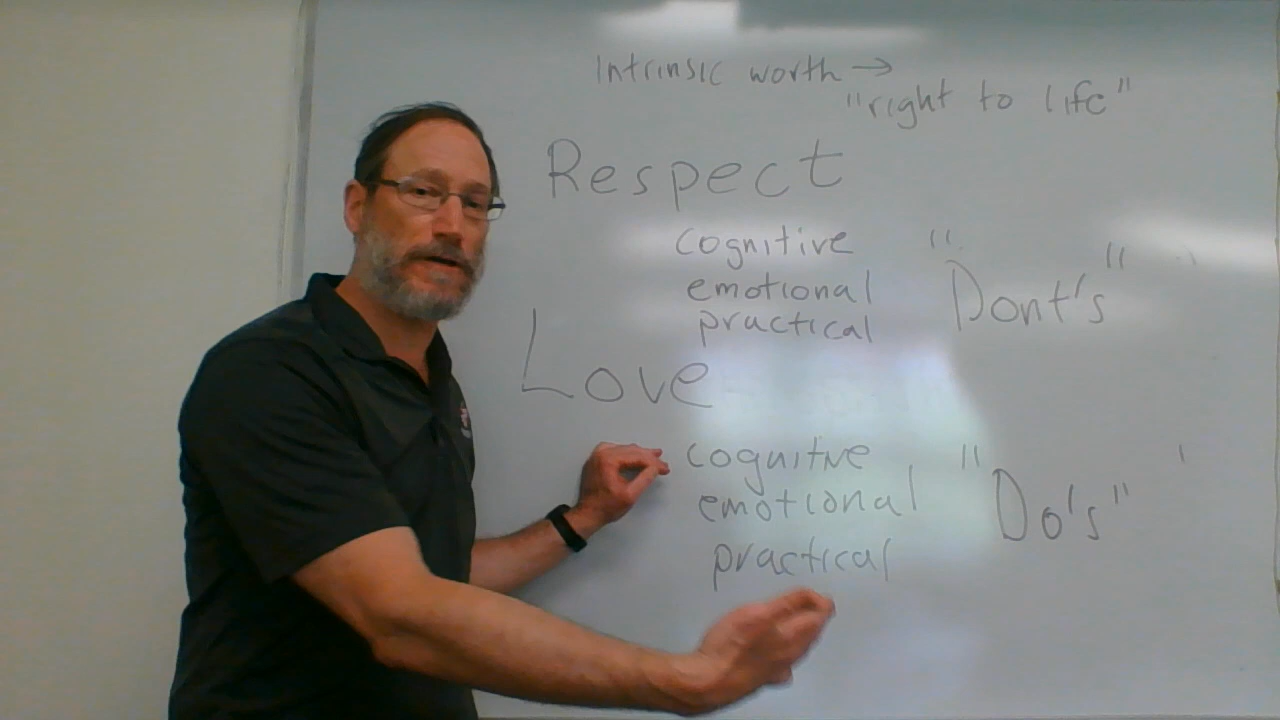 Intrinsic worth →
"right to life"
Respect
cognitive
emotional
practical
"Dont's"
Love
cognitive
emotional
practical
"Do's"